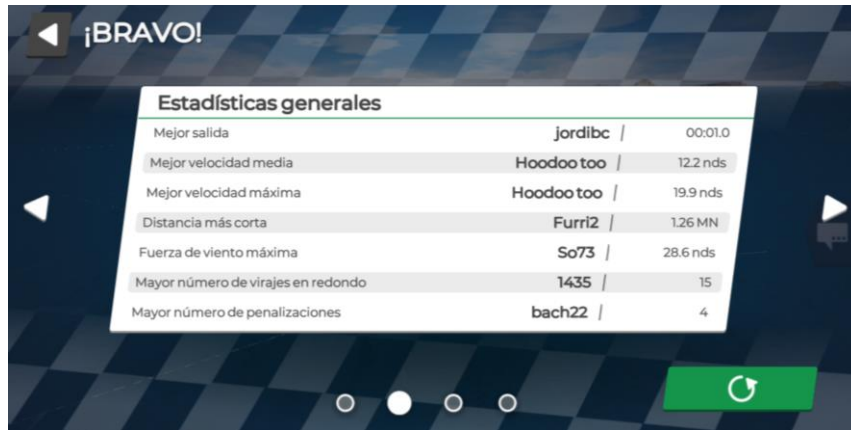 ¡BRAVO!
Estadísticas generales
Mejor salida jordibc | 00:01.0
Mejor velocidad media Hoodoo too | 12.2 nds
Mejor velocidad máxima Hoodoo too | 19.9 nds
Distancia más corta Furri2 | 1.26 MN
Fuerza de viento máxima So73 | 28.6 nds
Mayor número de virajes en redondo 1435 | 15
Mayor número de penalizaciones bach22 | 4